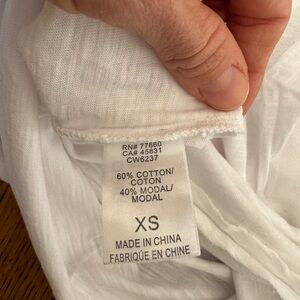 RN# 77660
CA# 45831
CW6237
60% COTTON/
COTON
40% MODAL/
MODAL
XS
MADE IN CHINA
FABRIQUÉ EN CHINE